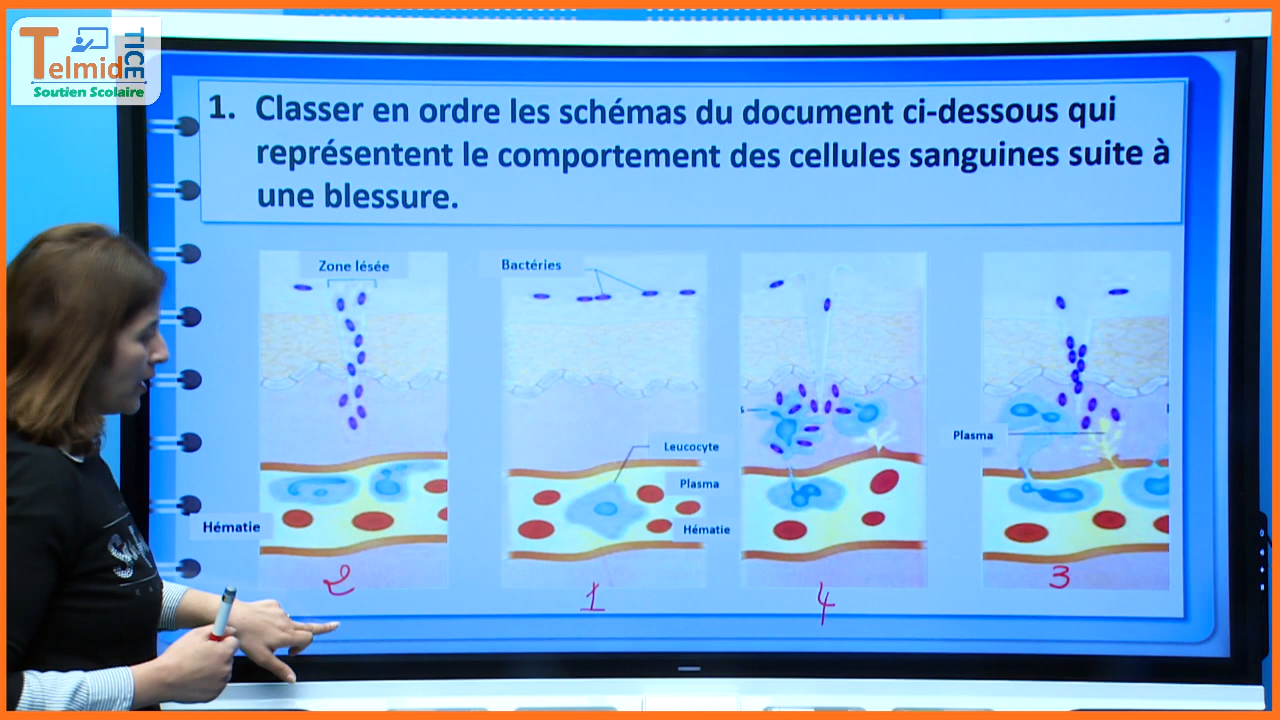 Telmid TICE
Soutien Scolaire
1. Classer en ordre les schémas du document ci-dessous qui
représentent le comportement des cellules sanguines suite à
une blessure.
Zone lésée
Hématie
2
Bactéries
Leucocyte
Plasma
Hématie
1
4
Plasma
3